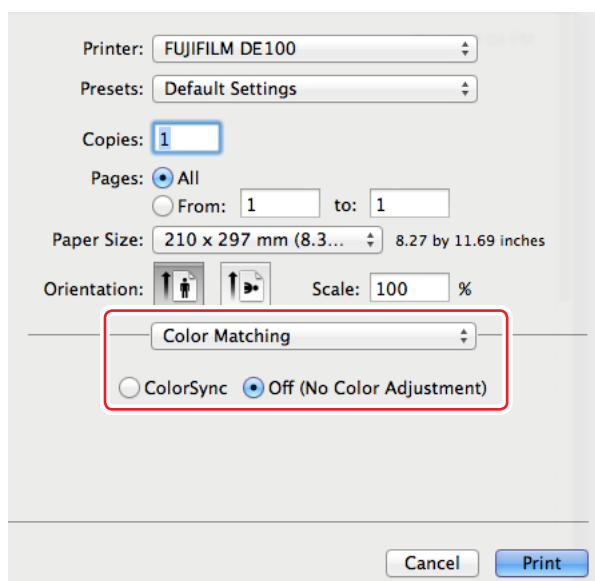 Printer: FUJIFILM DE100
Presets: Default Settings
Copies: 1
Pages: All
From: 1 to: 1
Paper Size: 210 x 297 mm (8.3... 8.27 by 11.69 inches
Orientation: Scale: 100 %
Color Matching
ColorSync Off (No Color Adjustment)
Cancel Print